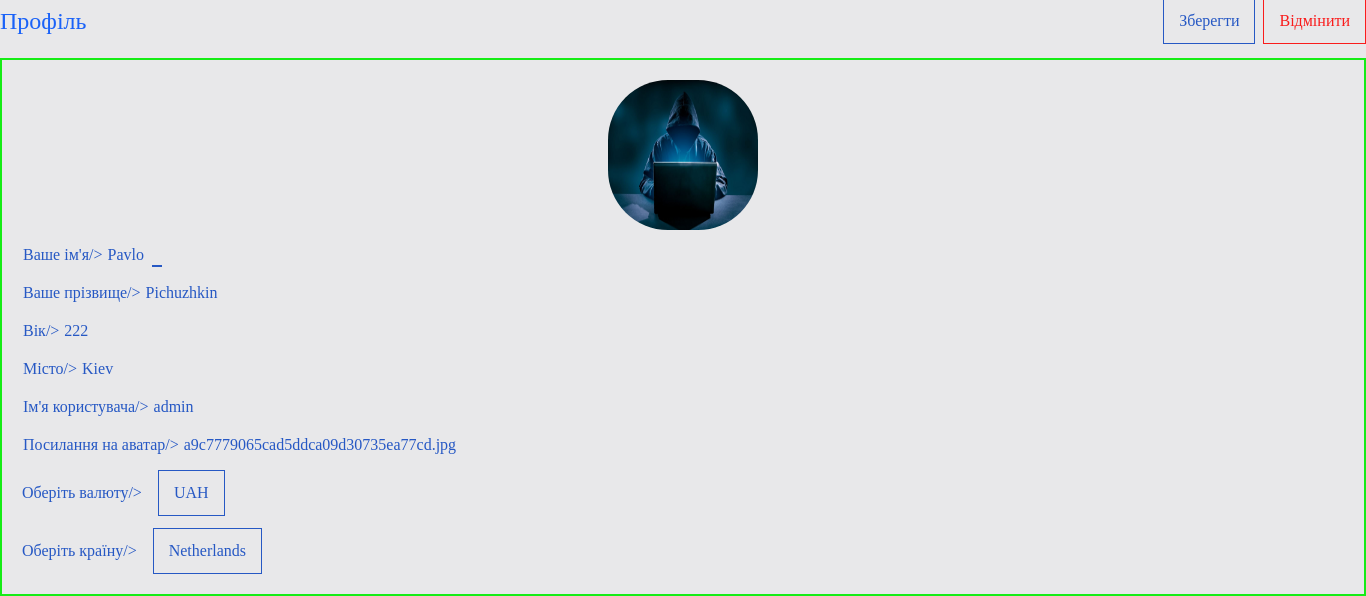 Профіль
Зберегти
Відмінити
Ваше ім'я/> Pavlo _
Ваше прізвище/> Pichuzhkin
Вік/> 222
Місто/> Kiev
Ім'я користувача/> admin
Посилання на аватар/> a9c7779065cad5ddca09d30735ea77cd.jpg
Оберіть валюту/> UAH
Оберіть країну/> Netherlands